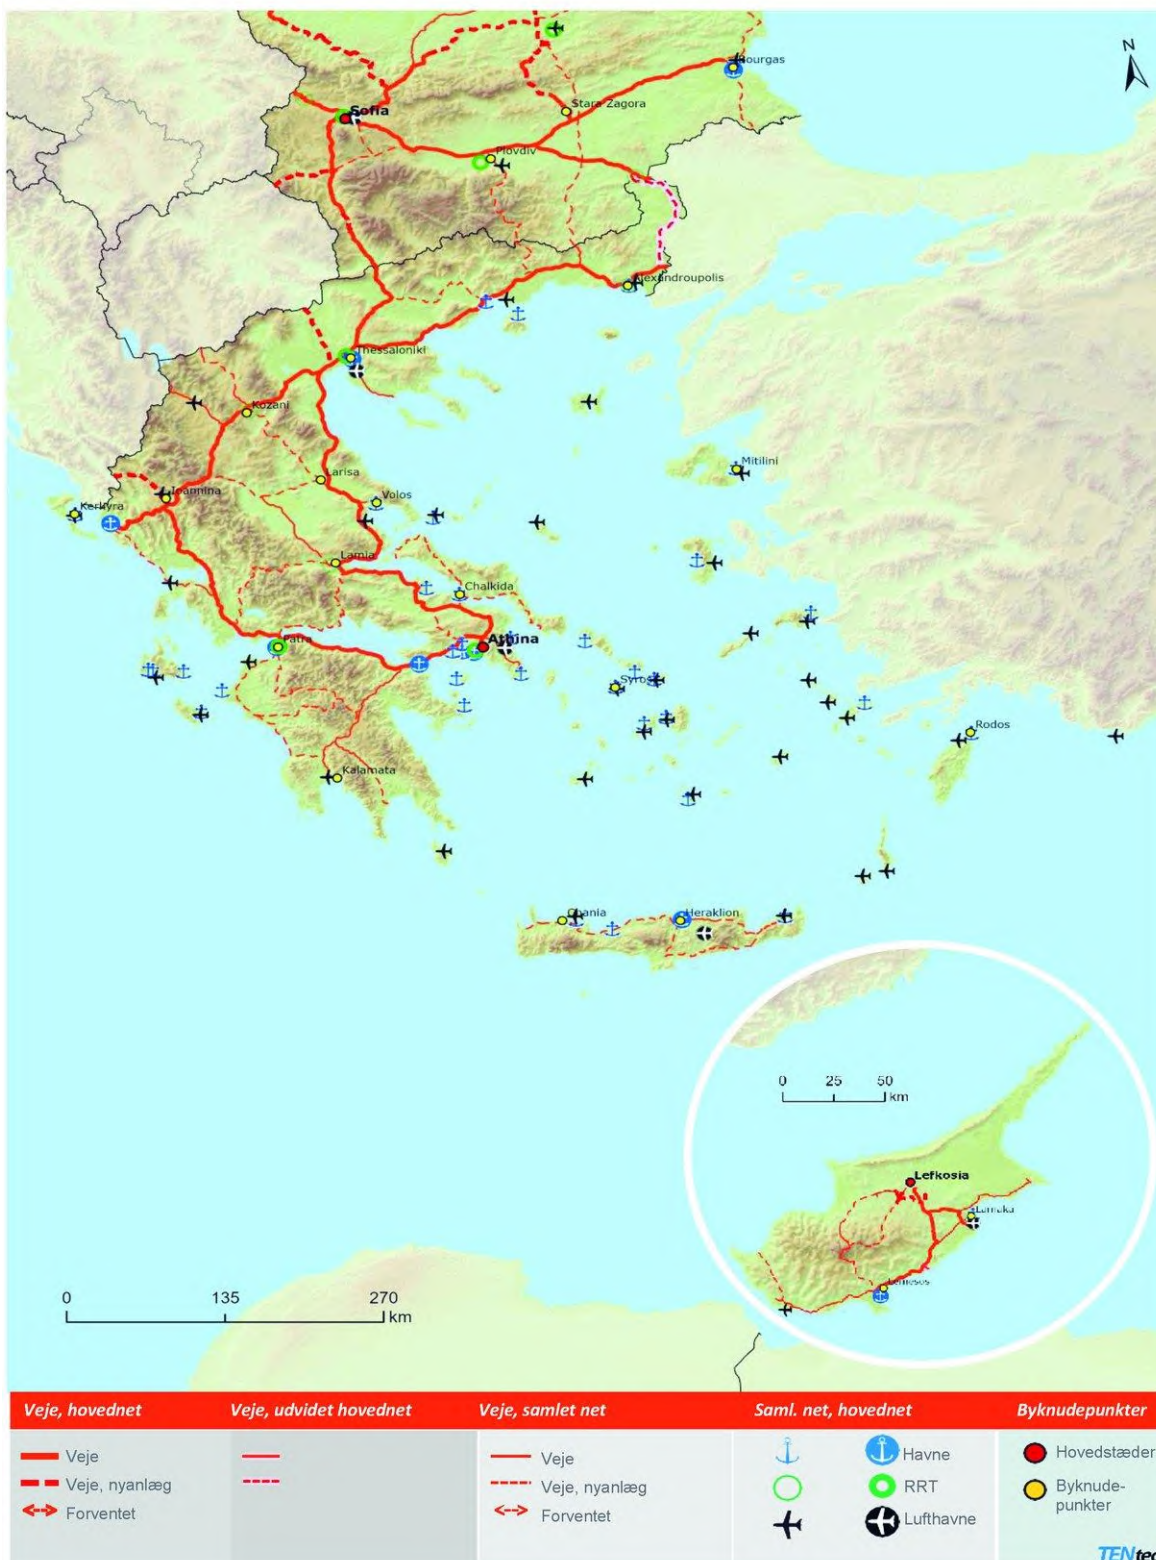 N
Bourgas
Stara Zagora
Sofia
Plovdiv
Alexandroupolis
Thessaloniki
Kozani
Larisa
Mitilini
Ioannina
Volos
Kerkyra
Lamia
Chalkida
Patra
Athina
Syros
Rodos
Kalamata
Chania
Heraklion
0 25 50
km
Lefkosia
Larnaka
Lemesos
0 135 270
km
Veje, hovednet Veje, udvidet hovednet Veje, samlet net Saml. net, hovednet Byknudepunkter
Veje Veje Havne Hovedstæder
Veje, nyanlæg Veje, nyanlæg RRT Byknude-
punkter
Forventet Forventet Lufthavne
TENtec